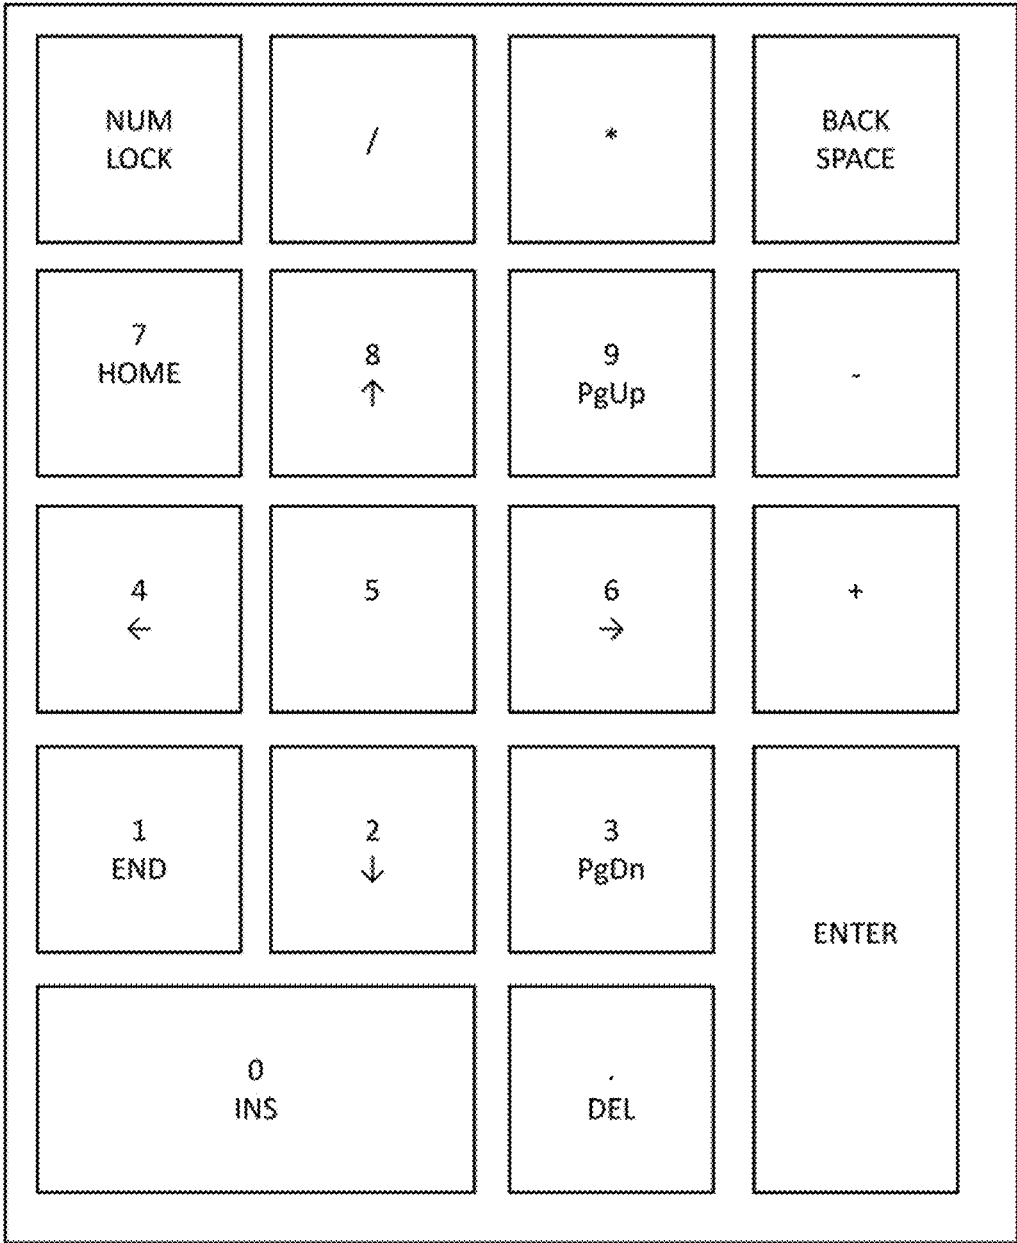 NUM
LOCK
/
*
BACK
SPACE
7
HOME
8
↑
9
PgUp
-
4
←
5
6
→
+
1
END
2
↓
3
PgDn
ENTER
0
INS
.
DEL